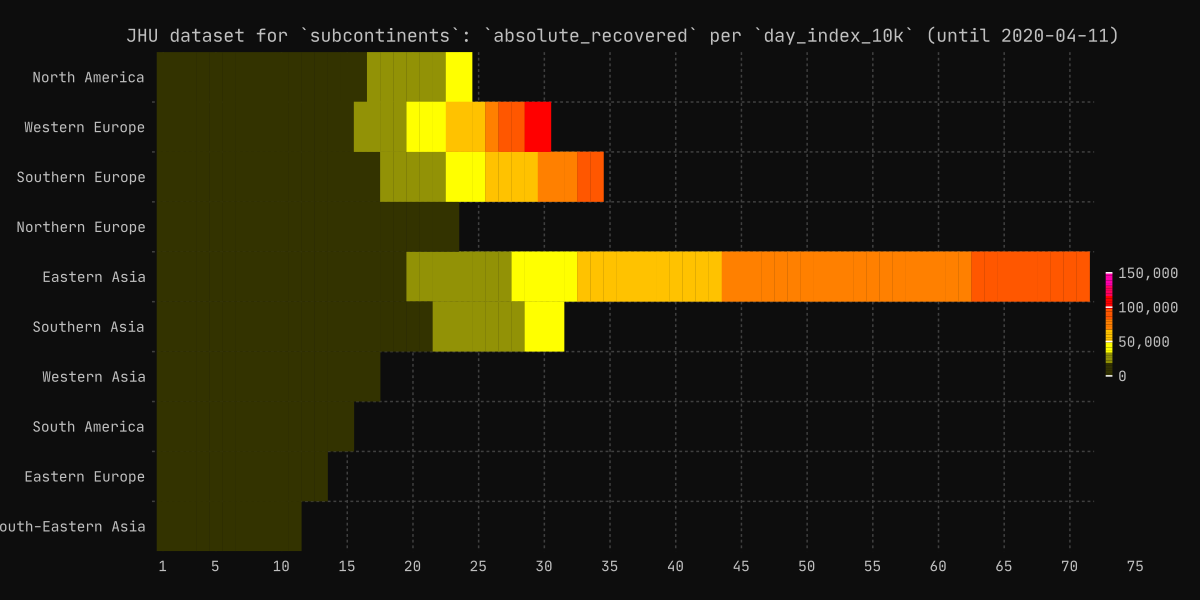 JHU dataset for `subcontinents`: `absolute_recovered` per `day_index_10k` (until 2020-04-11)
North America
Western Europe
Southern Europe
Northern Europe
Eastern Asia
Southern Asia
Western Asia
South America
Eastern Europe
outh-Eastern Asia
150,000
100,000
50,000
0
1 5 10 15 20 25 30 35 40 45 50 55 60 65 70 75